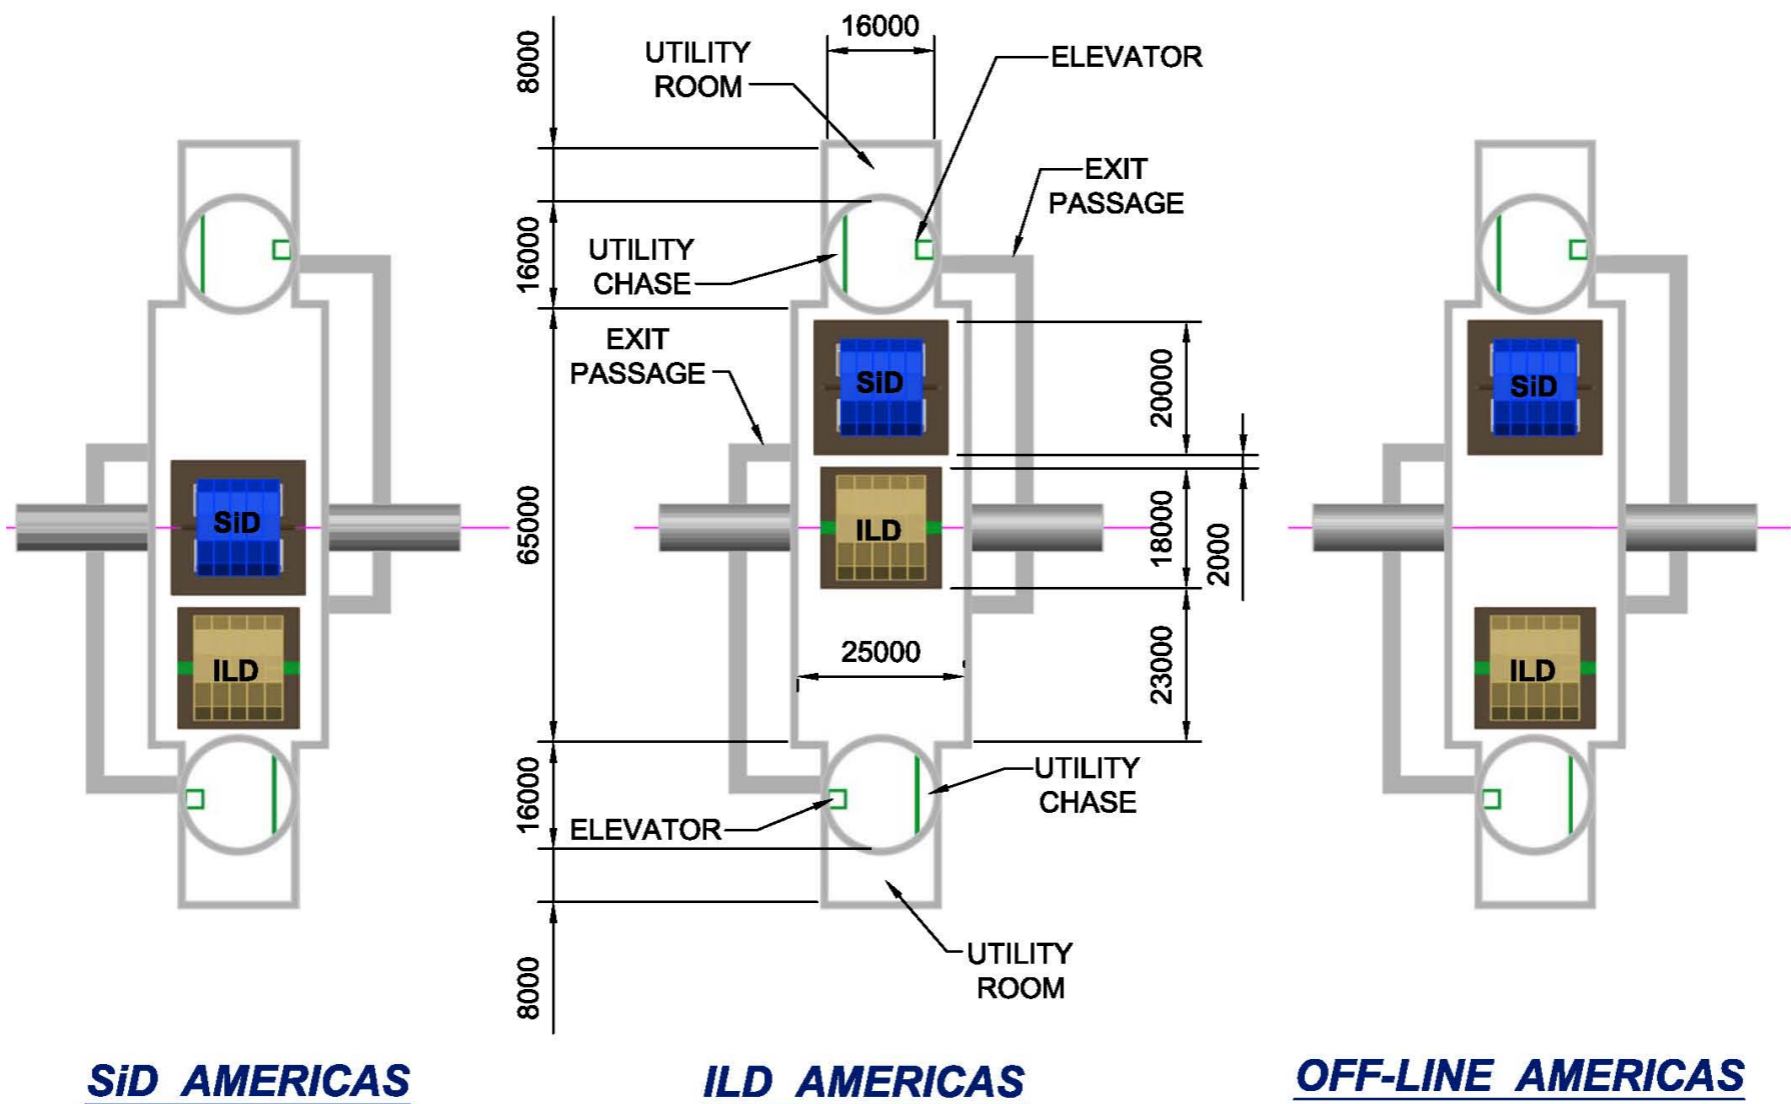 16000
8000
UTILITY
ROOM
ELEVATOR
EXIT
PASSAGE
16000
UTILITY
CHASE
EXIT
PASSAGE
SiD
20000
SiD
65000
SiD
ILD
18000
2000
ILD
25000
23000
ILD
16000
UTILITY
CHASE
ELEVATOR
8000
UTILITY
ROOM
SiD AMERICAS
ILD AMERICAS
OFF-LINE AMERICAS